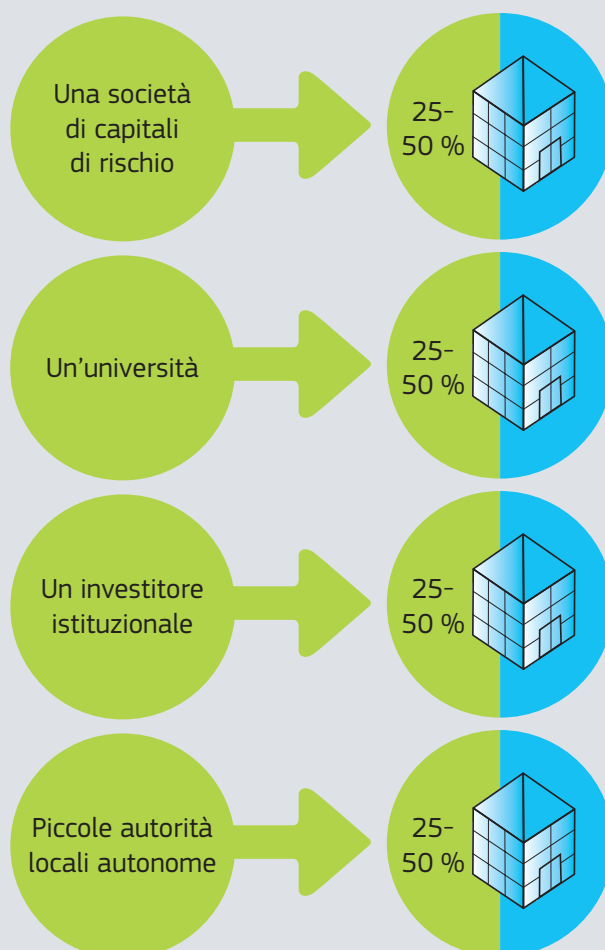 Una società
di capitali
di rischio
25-
50 %
Un’università
25-
50 %
Un investitore
istituzionale
25-
50 %
Piccole autorità
locali autonome
25-
50 %